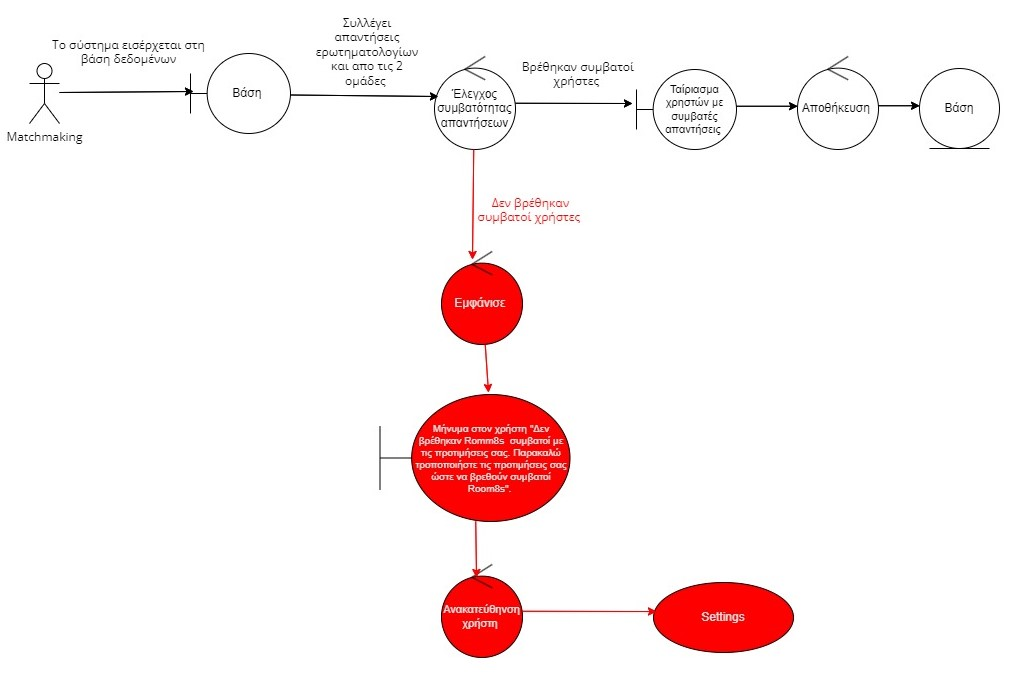 Το σύστημα εισέρχεται στη
βάση δεδομένων
Matchmaking
Βάση
Συλλέγει
απαντήσεις
ερωτηματολογίων
και απο τις 2
ομάδες
Έλεγχος
συμβατότητας
απαντήσεων
Βρέθηκαν συμβατοί
χρήστες
Ταίριασμα
χρηστών με
συμβατές
απαντήσεις
Αποθήκευση
Βάση
Δεν βρέθηκαν
συμβατοί χρήστες
Εμφάνισε
Μήνυμα στον χρήστη "Δεν
βρέθηκαν Romm8s συμβατοί με
τις προτιμήσεις σας. Παρακαλώ
τροποποιήστε τις προτιμήσεις σας
ώστε να βρεθούν συμβατοί
Room8s".
Ανακατεύθηνση
χρήστη
Settings